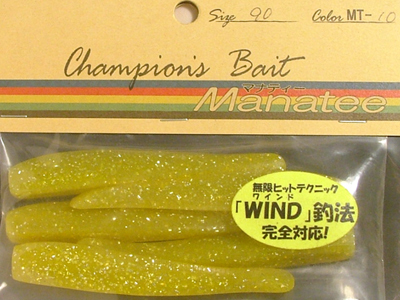 Size 90 Color MT-10
Champion's Bait
マナティー
Manatee
無限ヒットテクニック
ワインド
「WIND」釣法
完全対応!